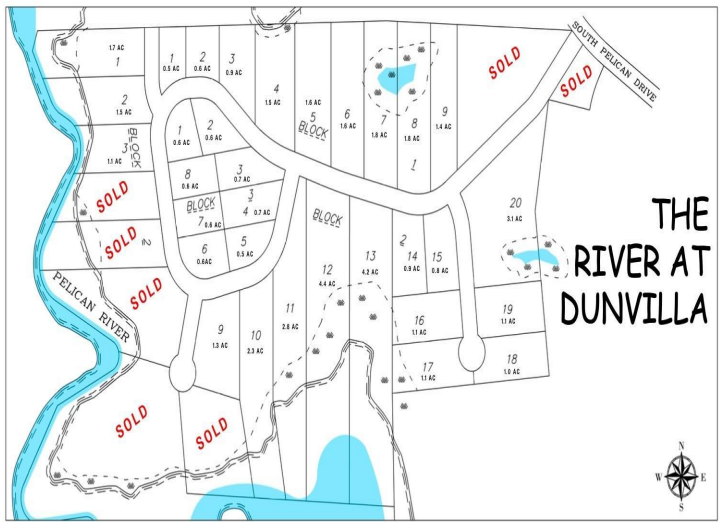 THE
RIVER AT
DUNVILLA
SOUTH PELICAN DRIVE
PELICAN RIVER
SOLD
SOLD
1.7 AC
1
2
1.5 AC
3
1.1 AC
BLOCK
2
SOLD
SOLD
SOLD
SOLD
SOLD
1
0.5 AC
2
0.6 AC
3
0.9 AC
4
1.5 AC
1.6 AC
5
BLOCK
6
1.6 AC
7
1.8 AC
8
1.8 AC
1
9
1.4 AC
1
0.6 AC
2
0.6 AC
8
0.6 AC
3
0.7 AC
BLOCK
3
7 0.6 AC
4 0.7 AC
6
0.6AC
5
0.5 AC
BLOCK
2
9
1.3 AC
10
2.3 AC
11
2.6 AC
12
4.4 AC
13
4.2 AC
14
0.9 AC
15
0.8 AC
16
1.1 AC
17
1.1 AC
18
1.0 AC
19
1.1 AC
20
3.1 AC
N
W E
S